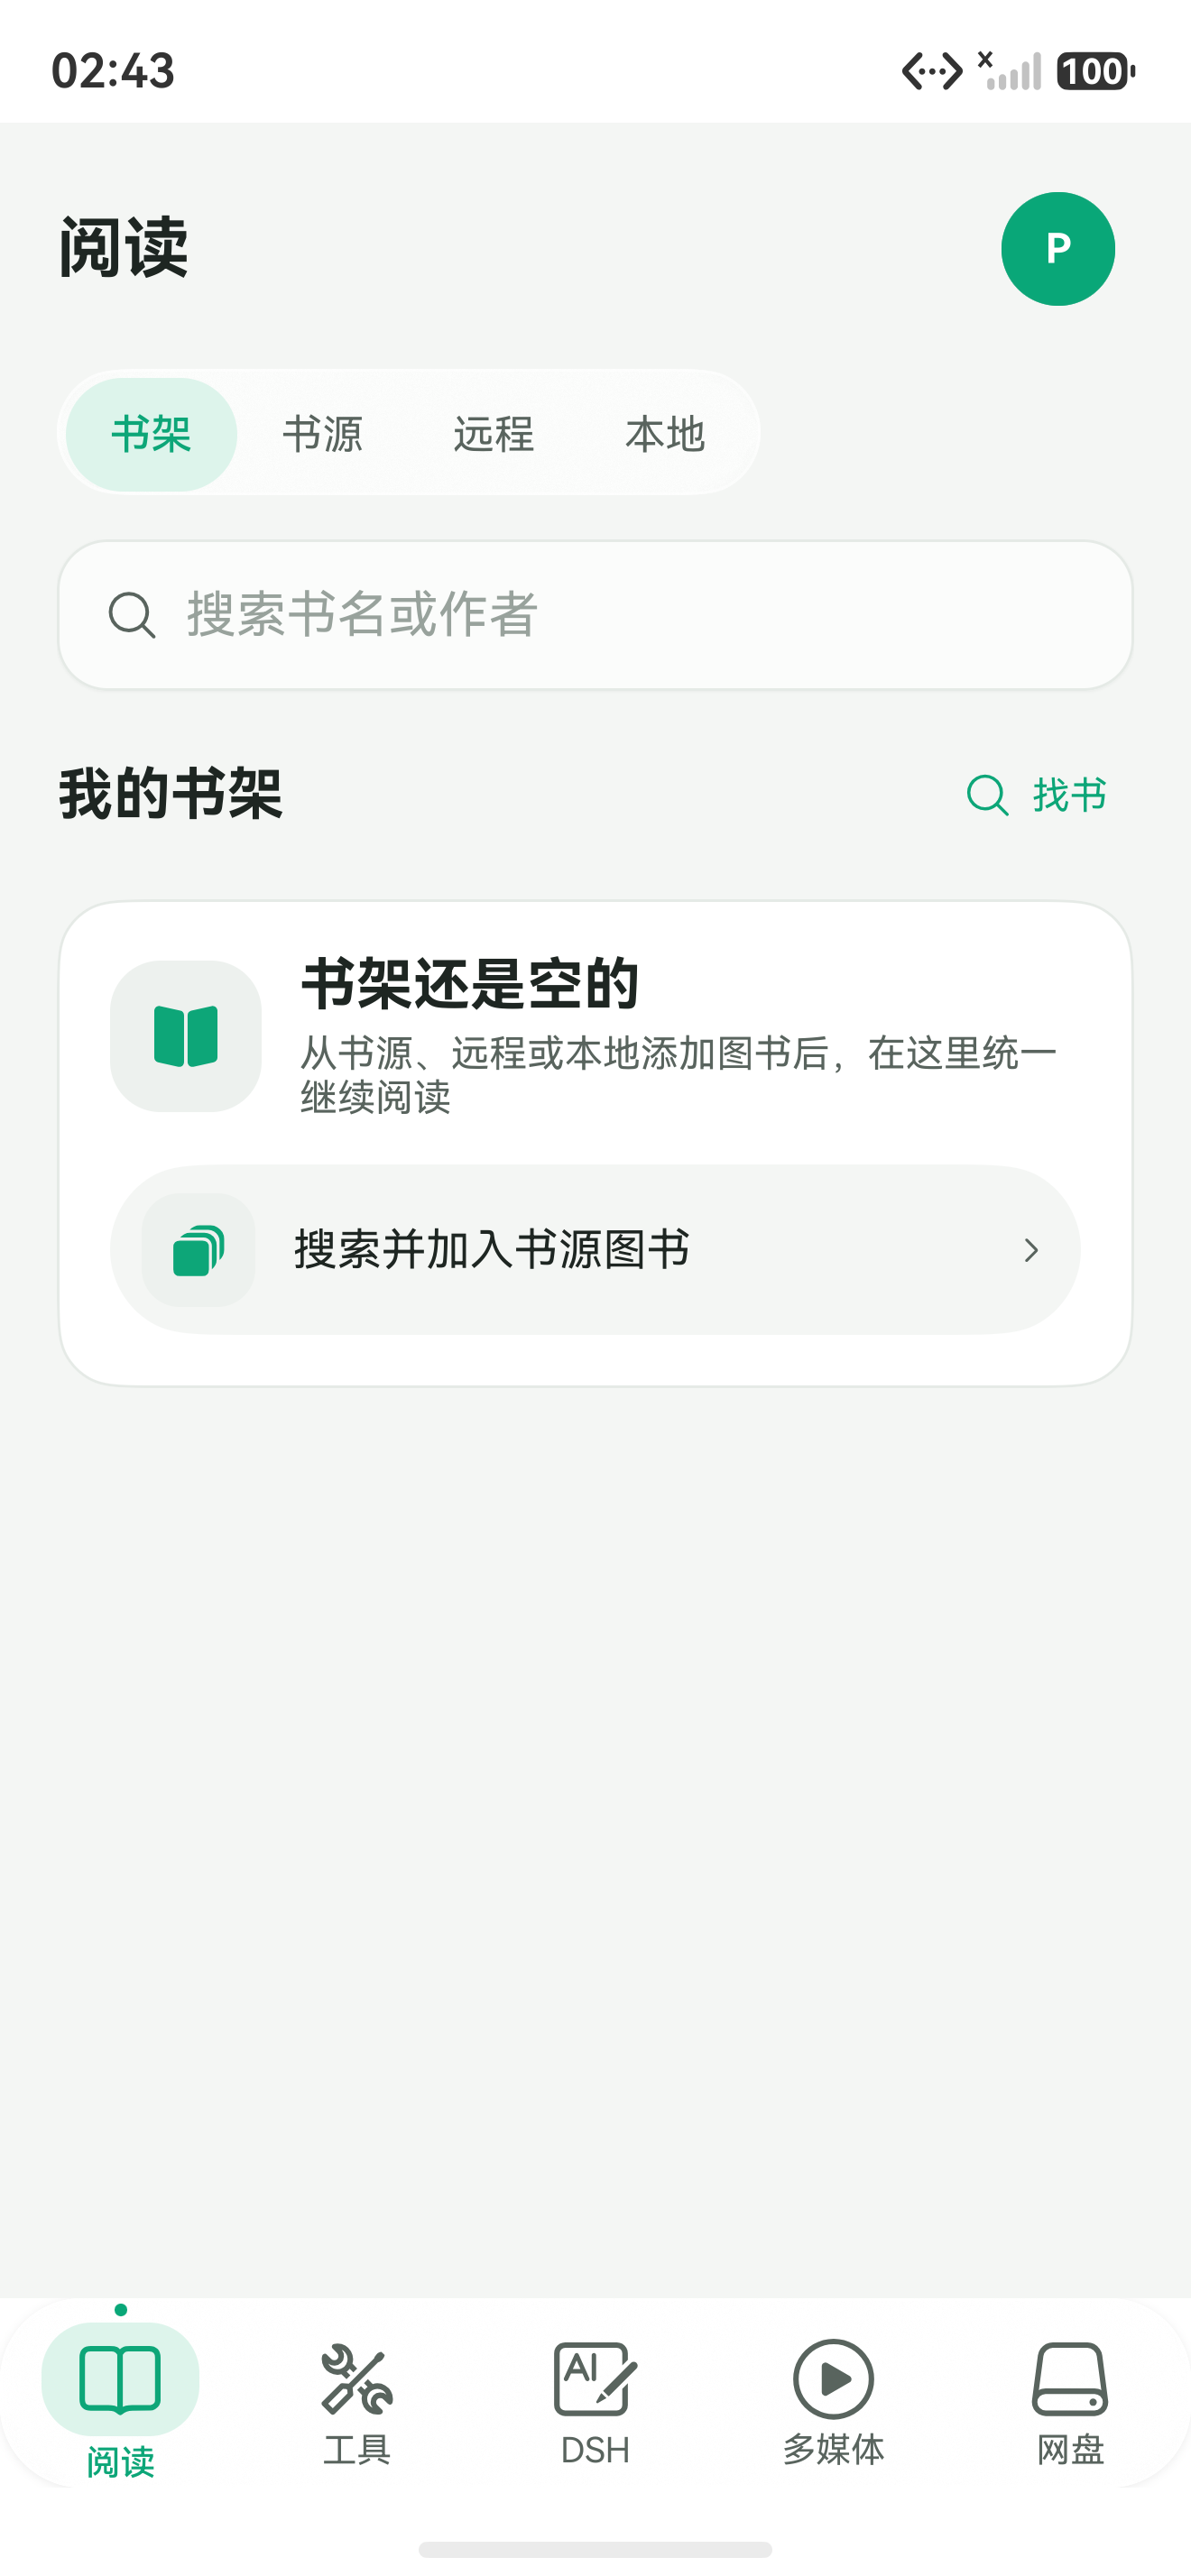 02:43
100
阅读
P
书架 书源 远程 本地
搜索书名或作者
我的书架
找书
书架还是空的
从书源、远程或本地添加图书后，在这里统一
继续阅读
搜索并加入书源图书
阅读 工具 DSH 多媒体 网盘
AI